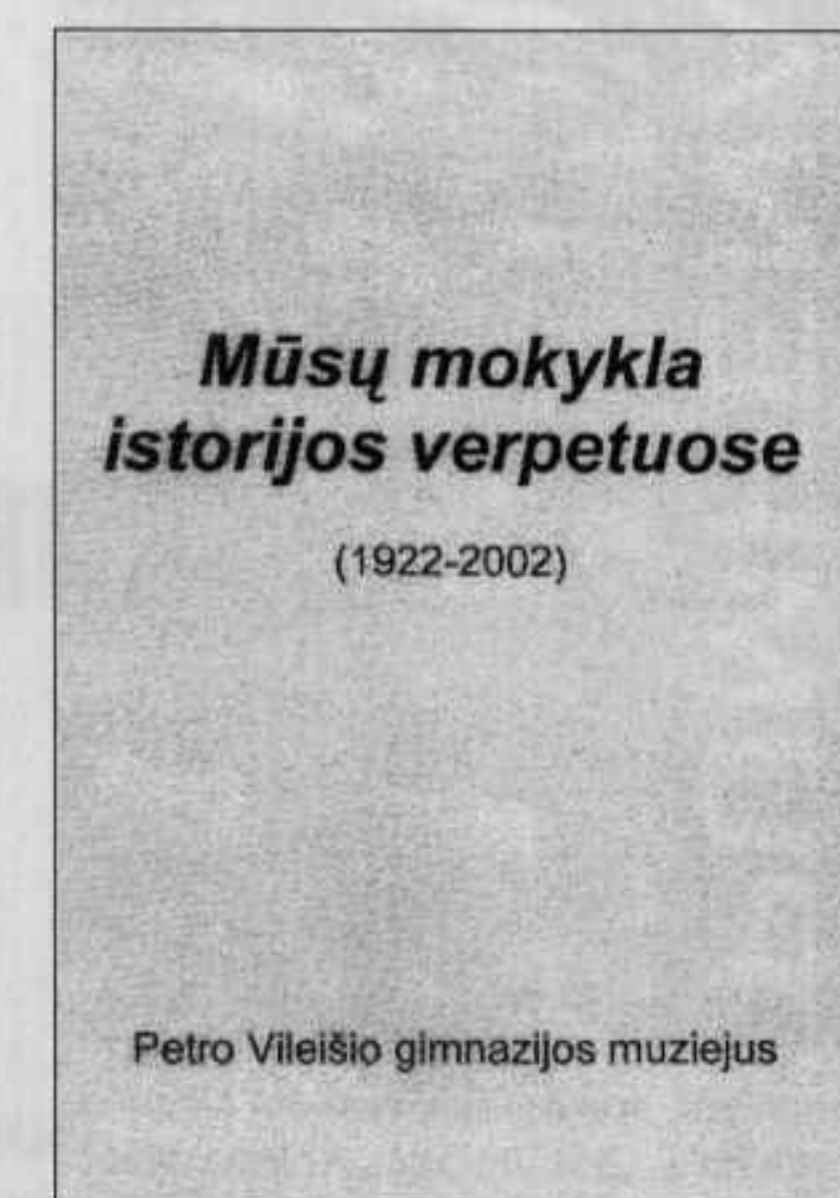 Mūsų mokykla
istorijos verpetuose
(1922-2002)
Petro Vileišio gimnazijos muziejus